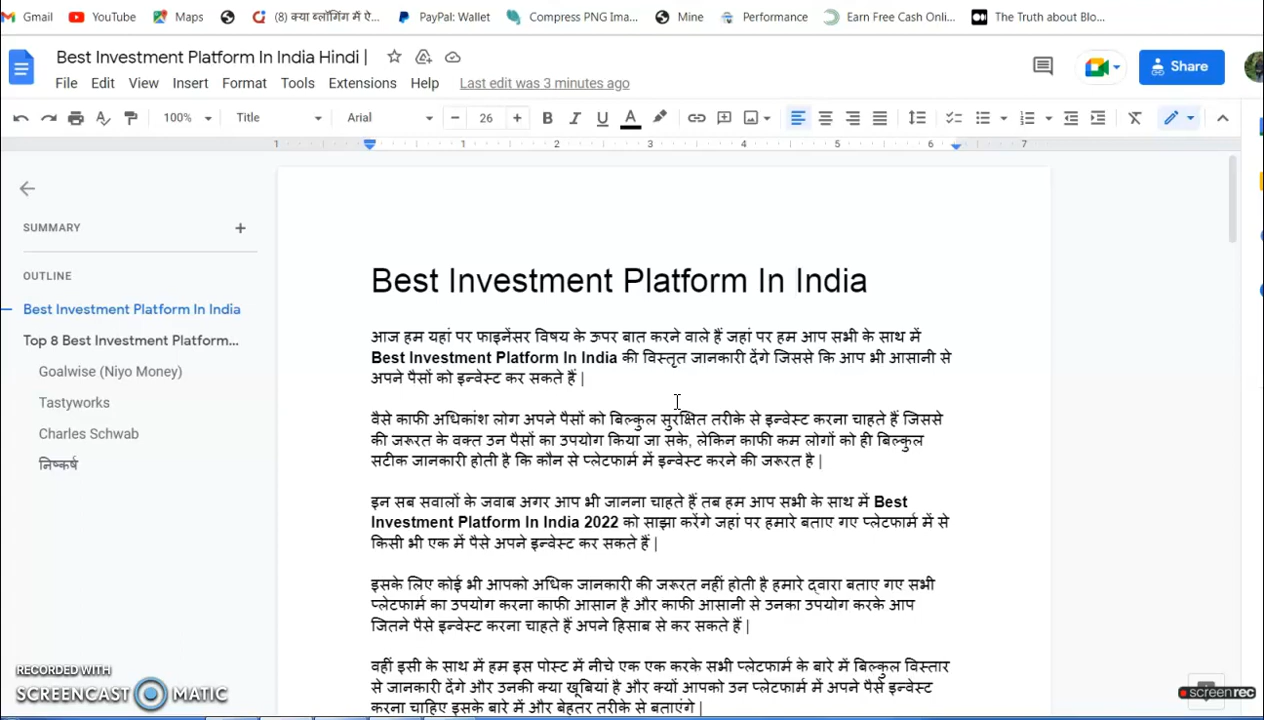 Gmail YouTube Maps (8) क्या ब्लॉगिंग में ऐ... PayPal: Wallet Compress PNG Ima... Mine Performance Earn Free Cash Onli... The Truth about Blo...
Best Investment Platform In India Hindi |
File Edit View Insert Format Tools Extensions Help Last edit was 3 minutes ago
Share
100% Title Arial 26 B I U A
1 1 2 3 4 5 6 7
SUMMARY
OUTLINE
Best Investment Platform In India
Top 8 Best Investment Platform...
Goalwise (Niyo Money)
Tastyworks
Charles Schwab
निष्कर्ष
Best Investment Platform In India
आज हम यहां पर फाइनेंसर विषय के ऊपर बात करने वाले हैं जहां पर हम आप सभी के साथ में
Best Investment Platform In India की विस्तृत जानकारी देंगे जिससे कि आप भी आसानी से
अपने पैसों को इन्वेस्ट कर सकते हैं |
वैसे काफी अधिकांश लोग अपने पैसों को बिल्कुल सुरक्षित तरीके से इन्वेस्ट करना चाहते हैं जिससे
की जरूरत के वक्त उन पैसों का उपयोग किया जा सके, लेकिन काफी कम लोगों को ही बिल्कुल
सटीक जानकारी होती है कि कौन से प्लेटफार्म में इन्वेस्ट करने की जरूरत है |
इन सब सवालों के जवाब अगर आप भी जानना चाहते हैं तब हम आप सभी के साथ में Best
Investment Platform In India 2022 को साझा करेंगे जहां पर हमारे बताए गए प्लेटफार्म में से
किसी भी एक में पैसे अपने इन्वेस्ट कर सकते हैं |
इसके लिए कोई भी आपको अधिक जानकारी की जरूरत नहीं होती है हमारे द्वारा बताए गए सभी
प्लेटफार्म का उपयोग करना काफी आसान है और काफी आसानी से उनका उपयोग करके आप
जितने पैसे इन्वेस्ट करना चाहते हैं अपने हिसाब से कर सकते हैं |
वहीं इसी के साथ में हम इस पोस्ट में नीचे एक एक करके सभी प्लेटफार्म के बारे में बिल्कुल विस्तार
से जानकारी देंगे और उनकी क्या खूबियां है और क्यों आपको उन प्लेटफार्म में अपने पैसे इन्वेस्ट
करना चाहिए इसके बारे में और बेहतर तरीके से बताएंगे |
RECORDED WITH
SCREENCAST MATIC
screenrec